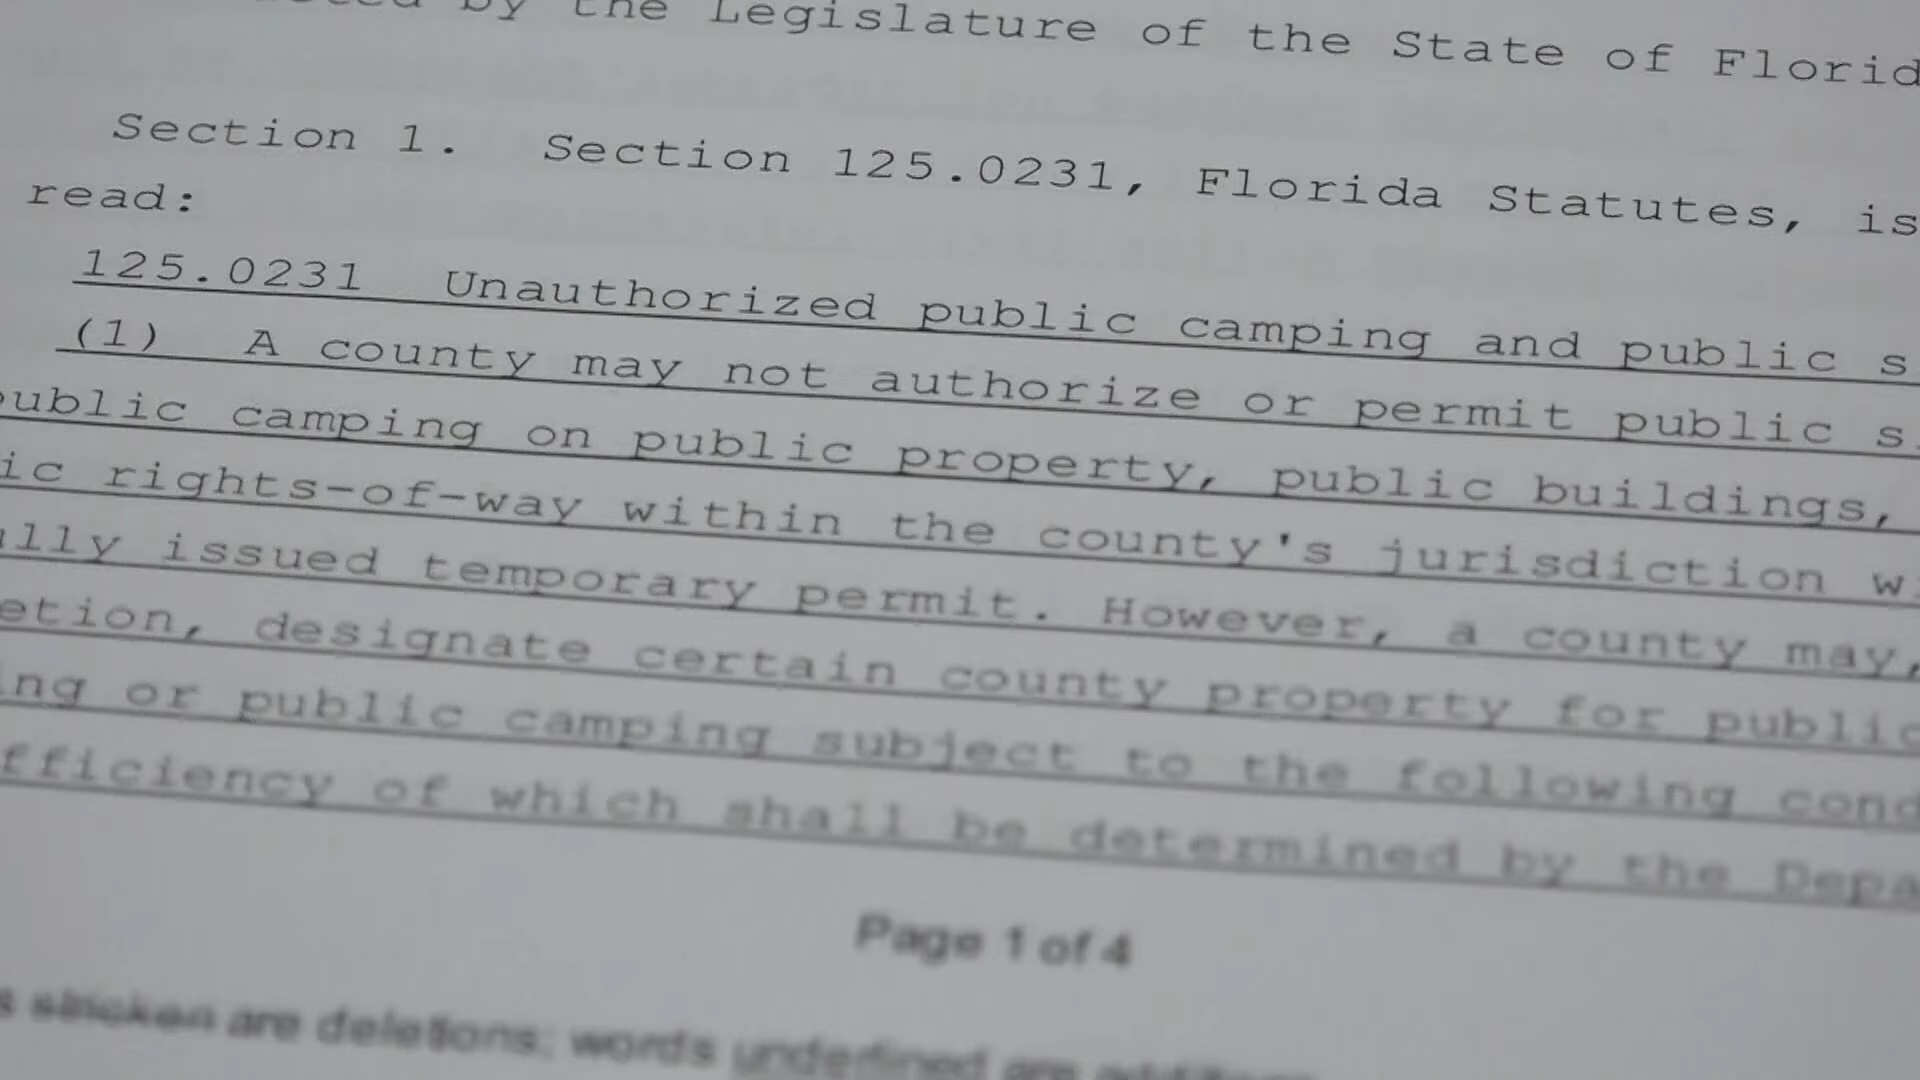 by the Legislature of the State of Florid
Section 1. Section 125.0231, Florida Statutes, is
read:
125.0231 Unauthorized public camping and public s
(1) A county may not authorize or permit public s
ublic camping on public property, public buildings,
ic rights-of-way within the county's jurisdiction w
lly issued temporary permit. However, a county may,
etion, designate certain county property for public
ng or public camping subject to the following cond
fficiency of which shall be determined by the Depa
Page 1 of 4
s stricken are deletions; words underlined are additions